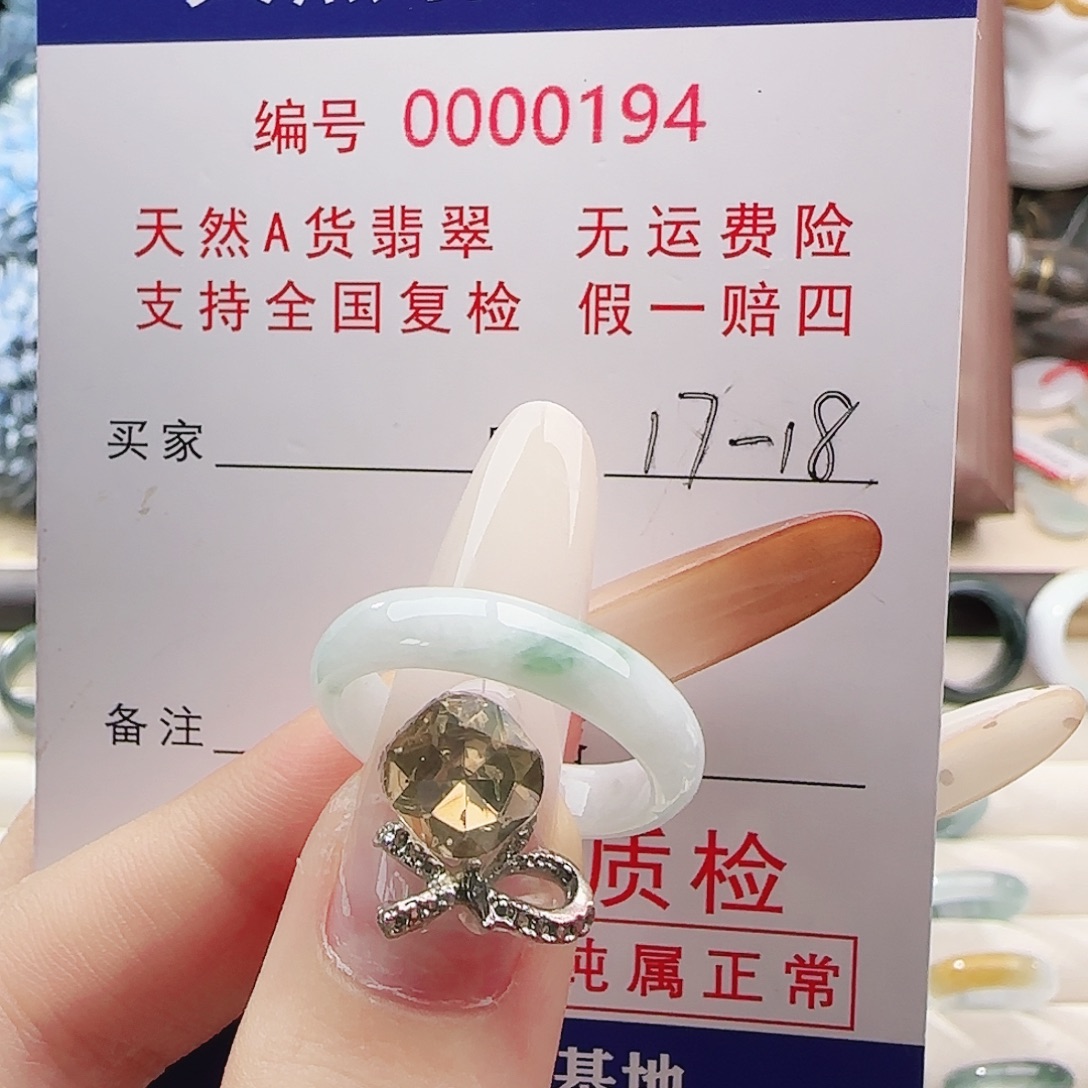 编号 0000194
天然A货翡翠 无运费险
支持全国复检 假一赔四
买家 17-18
备注
质检
纯属正常
基地